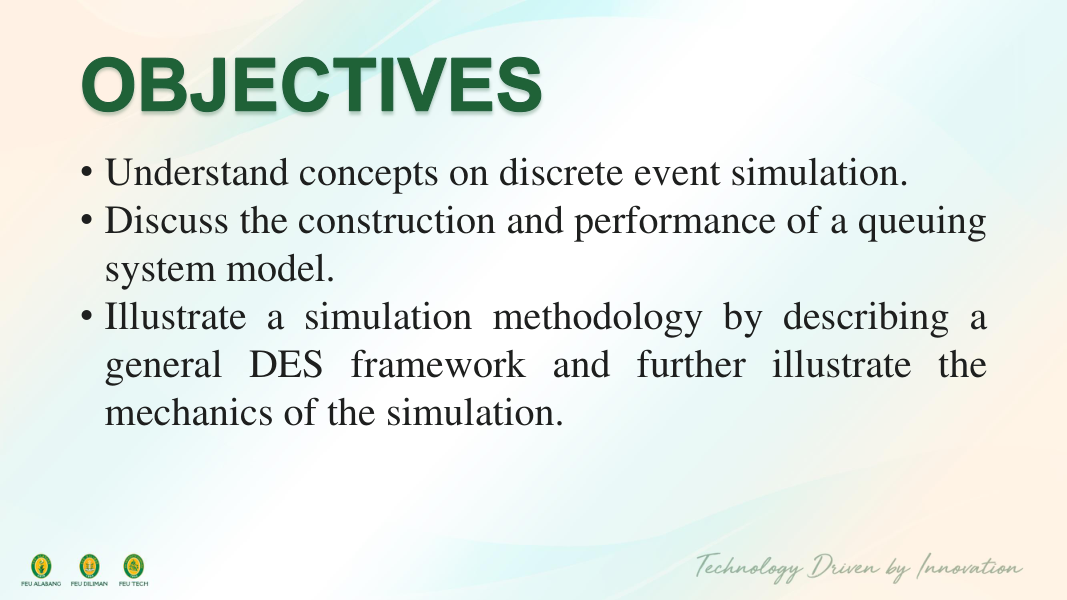 OBJECTIVES
• Understand concepts on discrete event simulation.
• Discuss the construction and performance of a queuing
system model.
• Illustrate a simulation methodology by describing a
general DES framework and further illustrate the
mechanics of the simulation.
FEU ALABANG FEU DILIMAN FEU TECH
Technology Driven by Innovation